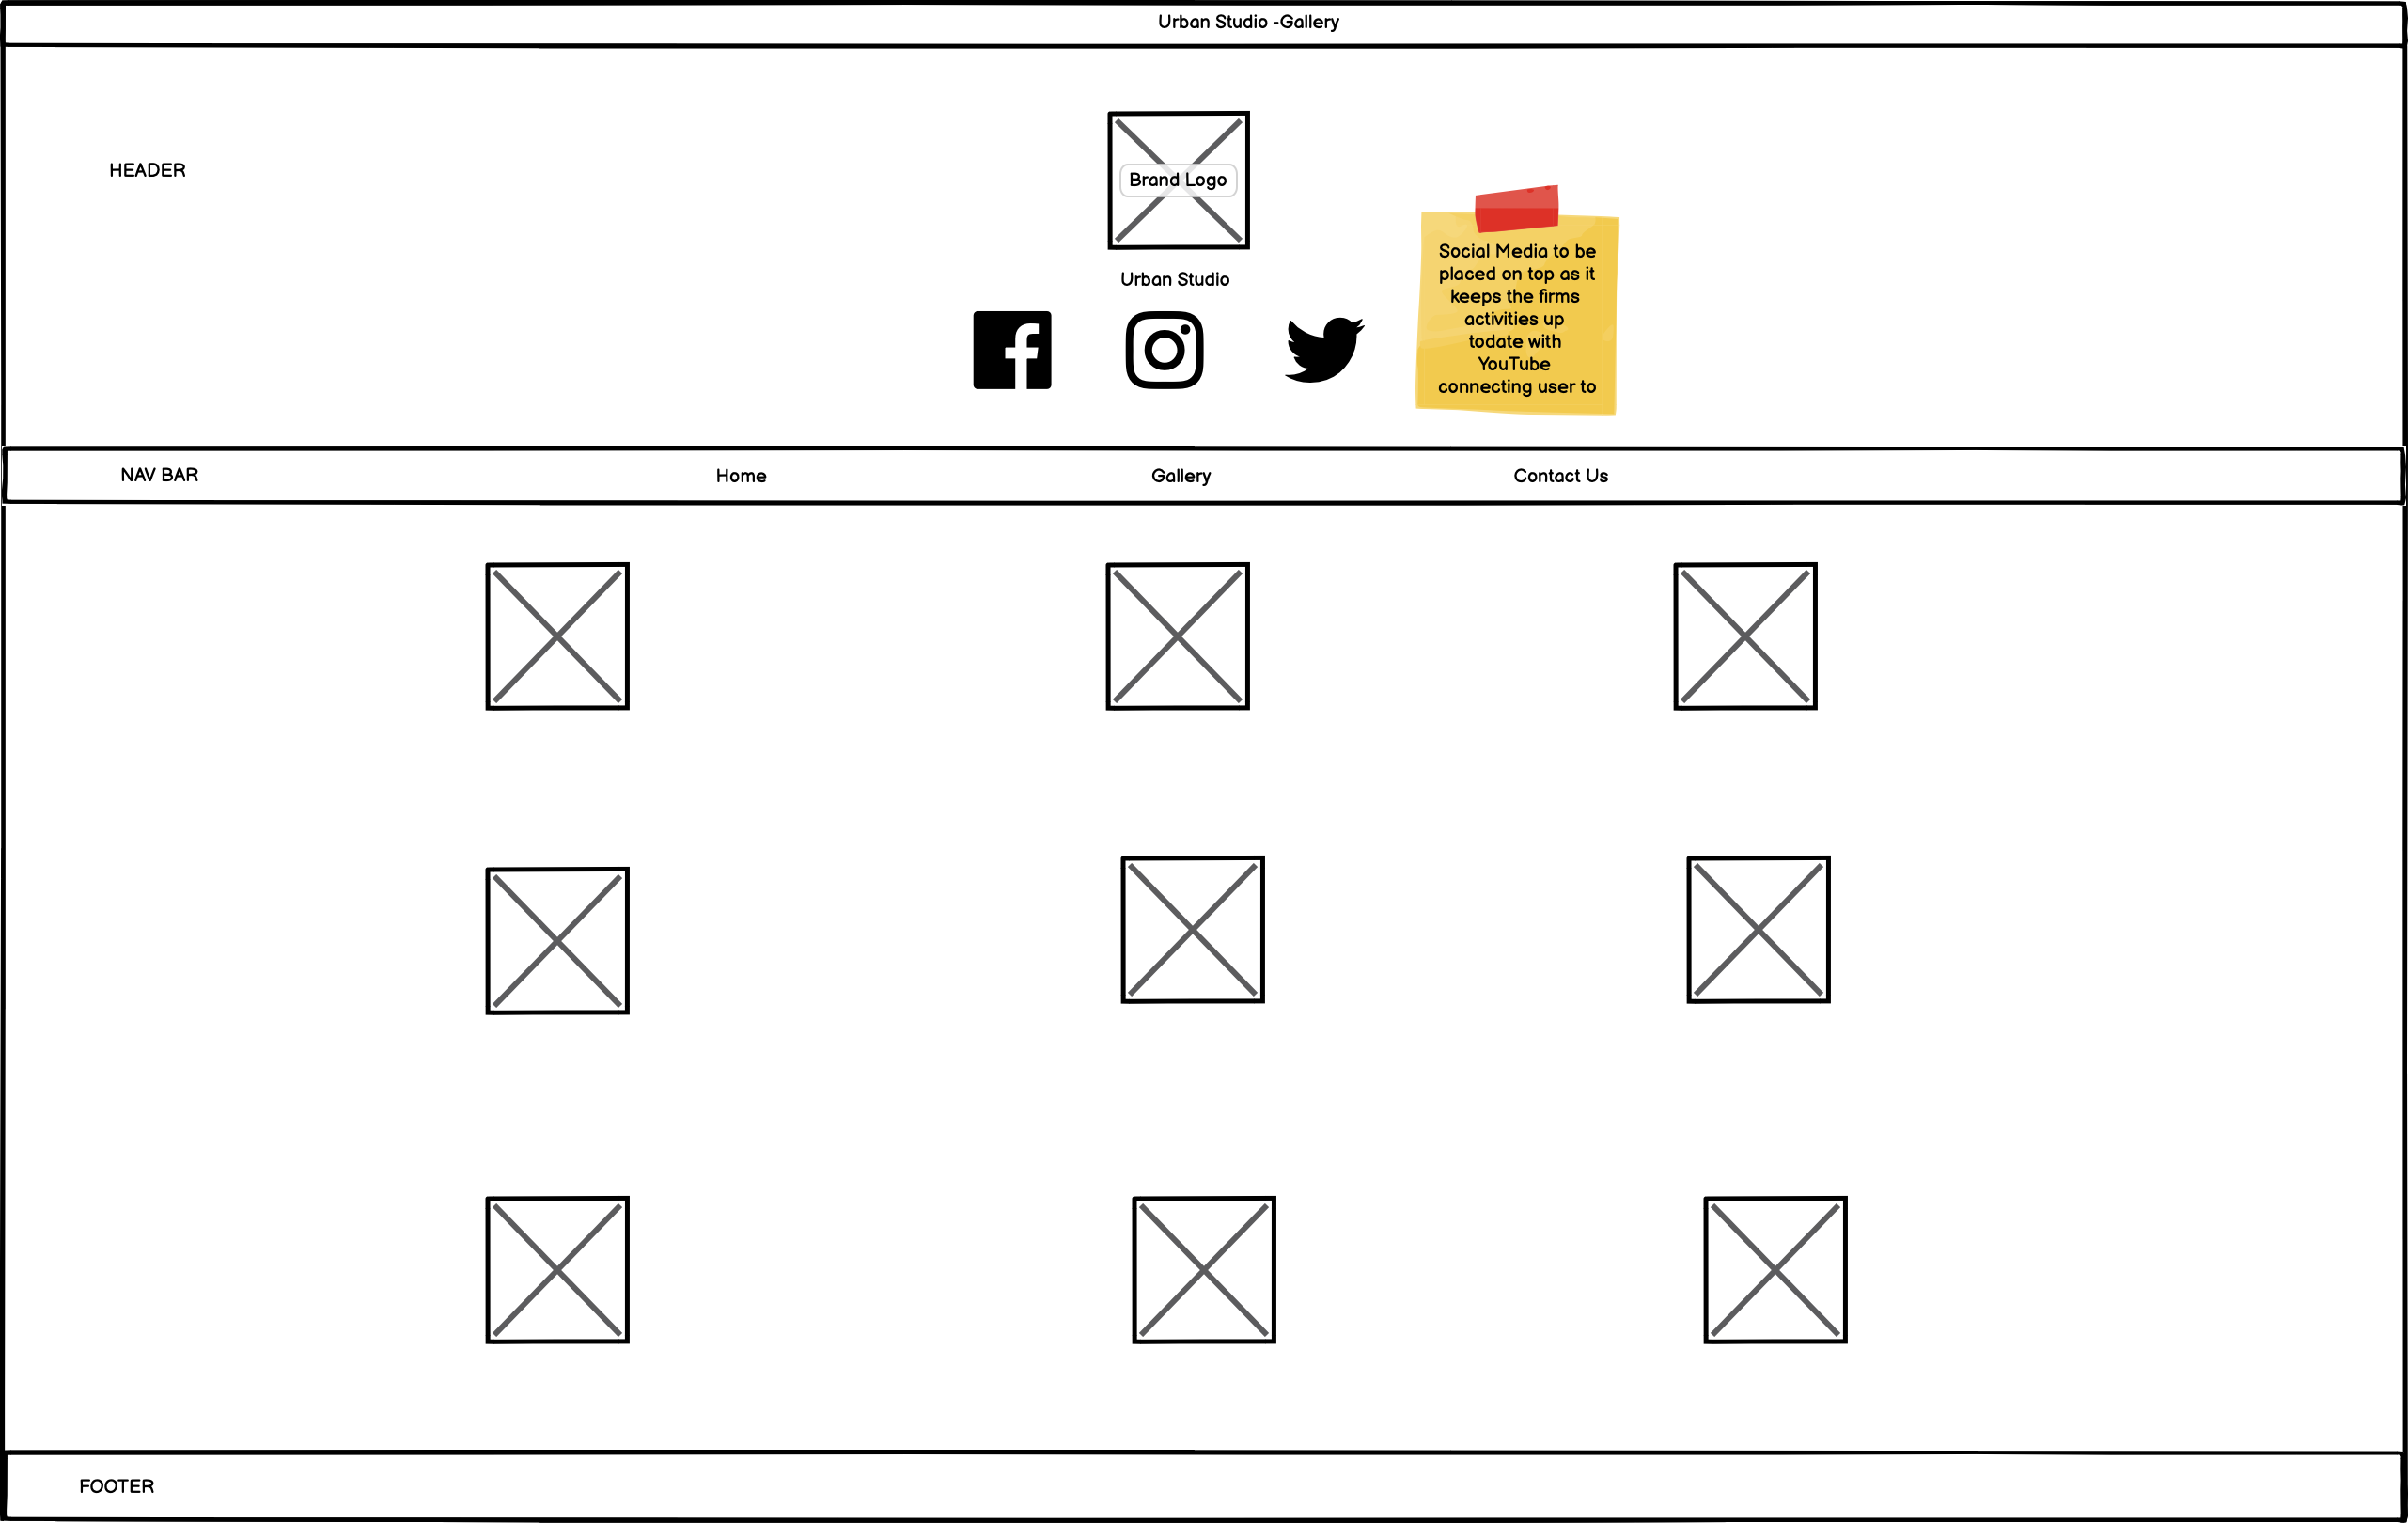 Urban Studio -Gallery
HEADER
Brand Logo
Urban Studio
Social Media to be
placed on top as it
keeps the firms
activities up
todate with
YouTube
connecting user to
NAV BAR
Home
Gallery
Contact Us
FOOTER